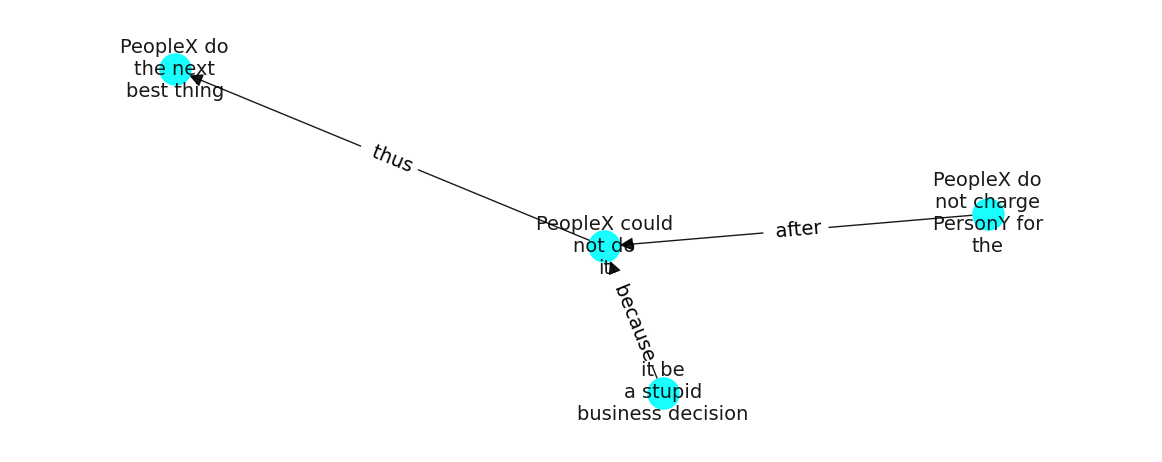 PeopleX do
the next
best thing
thus
PeopleX do
not charge
PersonY for
the
after
PeopleX could
not do
it
because
it be
a stupid
business decision